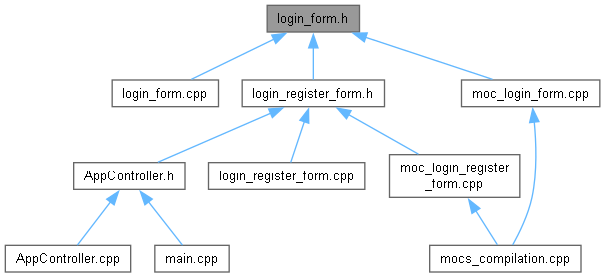 login_form.h
login_form.cpp
login_register_form.h
moc_login_form.cpp
AppController.h
login_register_form.cpp
moc_login_register
_form.cpp
AppController.cpp
main.cpp
mocs_compilation.cpp